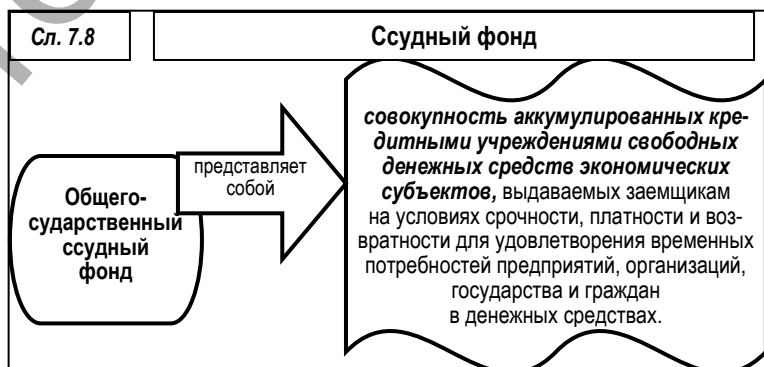 Сл. 7.8
Ссудный фонд
Общего-
сударственный
ссудный
фонд
представляет
собой
совокупность аккумулированных кре-
дитными учреждениями свободных
денежных средств экономических
субъектов, выдаваемых заемщикам
на условиях срочности, платности и воз-
вратности для удовлетворения временных
потребностей предприятий, организаций,
государства и граждан
в денежных средствах.